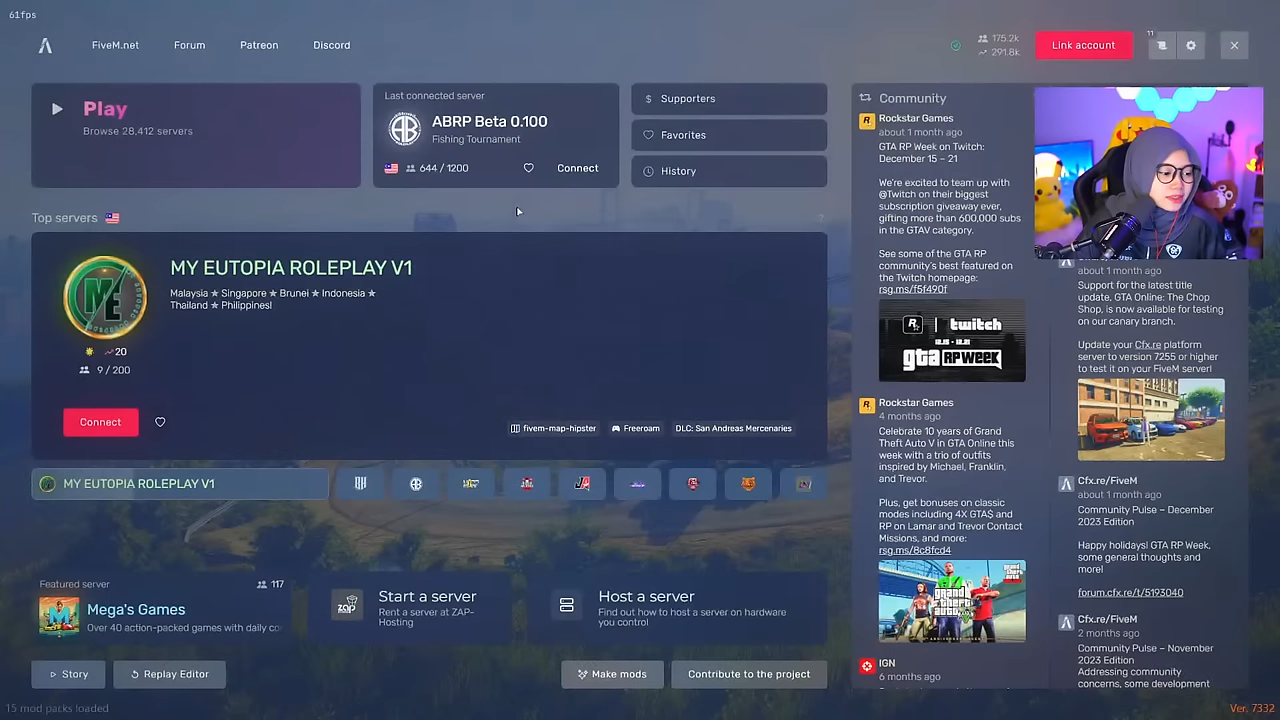 61fps
FiveM.net
Forum
Patreon
Discord
175.2k
291.8k
Link account
11
Play
Browse 28,412 servers
Last connected server
ABRP Beta 0.100
Fishing Tournament
644 / 1200
Connect
Supporters
Favorites
History
Top servers
?
MY EUTOPIA ROLEPLAY V1
Malaysia ★ Singapore ★ Brunei ★ Indonesia ★
Thailand ★ Philippines!
ME
20
9 / 200
Connect
fivem-map-hipster
Freeroam
DLC: San Andreas Mercenaries
MY EUTOPIA ROLEPLAY V1
Featured server
117
Mega's Games
Over 40 action-packed games with daily co
ZAP
Start a server
Rent a server at ZAP-
Hosting
Host a server
Find out how to host a server on hardware
you control
Story
Replay Editor
Make mods
Contribute to the project
15 mod packs loaded
Community
Rockstar Games
about 1 month ago
GTA RP Week on Twitch:
December 15 – 21
We're excited to team up with
@Twitch on their biggest
subscription giveaway ever,
gifting more than 600,000 subs
in the GTAV category.
See some of the GTA RP
community's best featured on
the Twitch homepage:
rsg.ms/f5f490f
twitch
12.15 - 12.21
gta RP WEEK
Rockstar Games
4 months ago
Celebrate 10 years of Grand
Theft Auto V in GTA Online this
week with a trio of outfits
inspired by Michael, Franklin,
and Trevor.
Plus, get bonuses on classic
modes including 4X GTA$ and
RP on Lamar and Trevor Contact
Missions, and more:
rsg.ms/8c8fcd4
grand
theft
auto
IGN
6 months ago
about 1 month ago
Support for the latest title
update, GTA Online: The Chop
Shop, is now available for testing
on our canary branch.
Update your Cfx.re platform
server to version 7255 or higher
to test it on your FiveM server!
Cfx.re/FiveM
about 1 month ago
Community Pulse – December
2023 Edition
Happy holidays! GTA RP Week,
some general thoughts and
more!
forum.cfx.re/t/5193040
Cfx.re/FiveM
2 months ago
Community Pulse – November
2023 Edition
Addressing community
concerns, some development
Ver. 7332